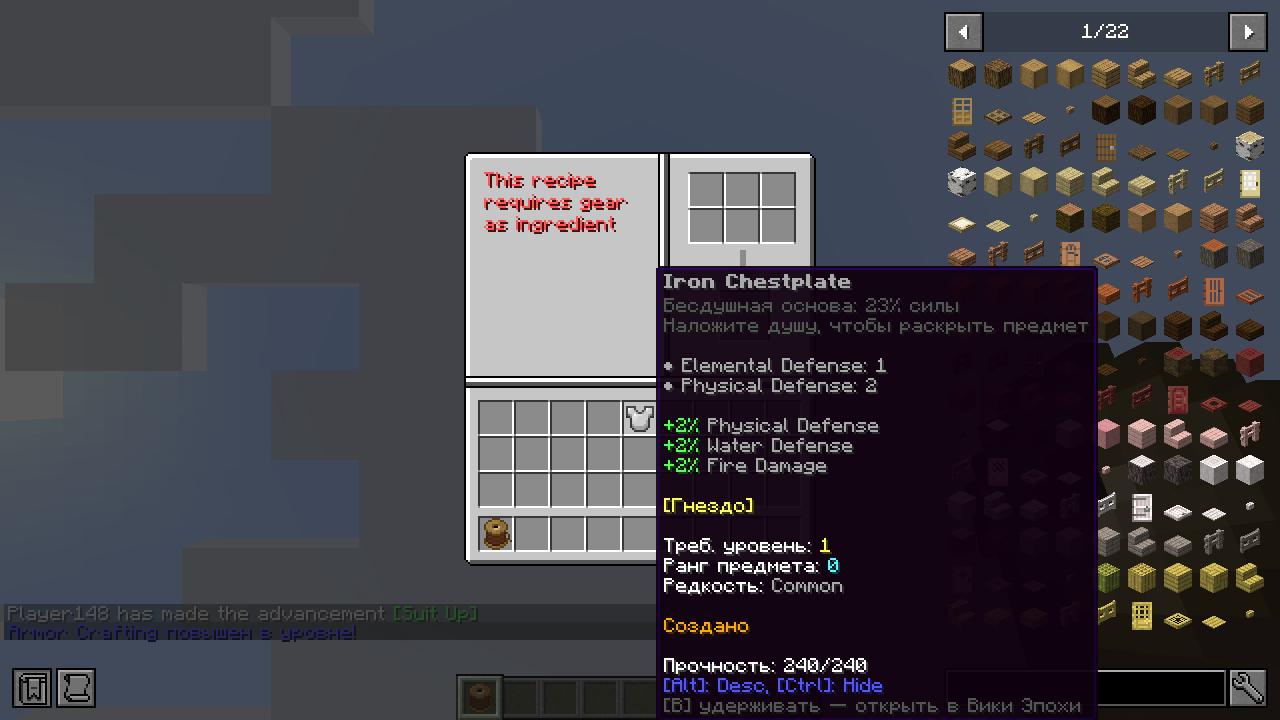 1/22
This recipe
requires gear
as ingredient
Iron Chestplate
Бесдушная основа: 23% силы
Наложите душу, чтобы раскрыть предмет
• Elemental Defense: 1
• Physical Defense: 2
+2% Physical Defense
+2% Water Defense
+2% Fire Damage
[Гнездо]
Треб. уровень: 1
Ранг предмета: 0
Редкость: Common
Создано
Прочность: 240/240
[Alt]: Desc, [Ctrl]: Hide
[B] удерживать — открыть в Вики Эпохи
Player148 has made the advancement [Suit Up]
Armor: Crafting повышен в уровне!